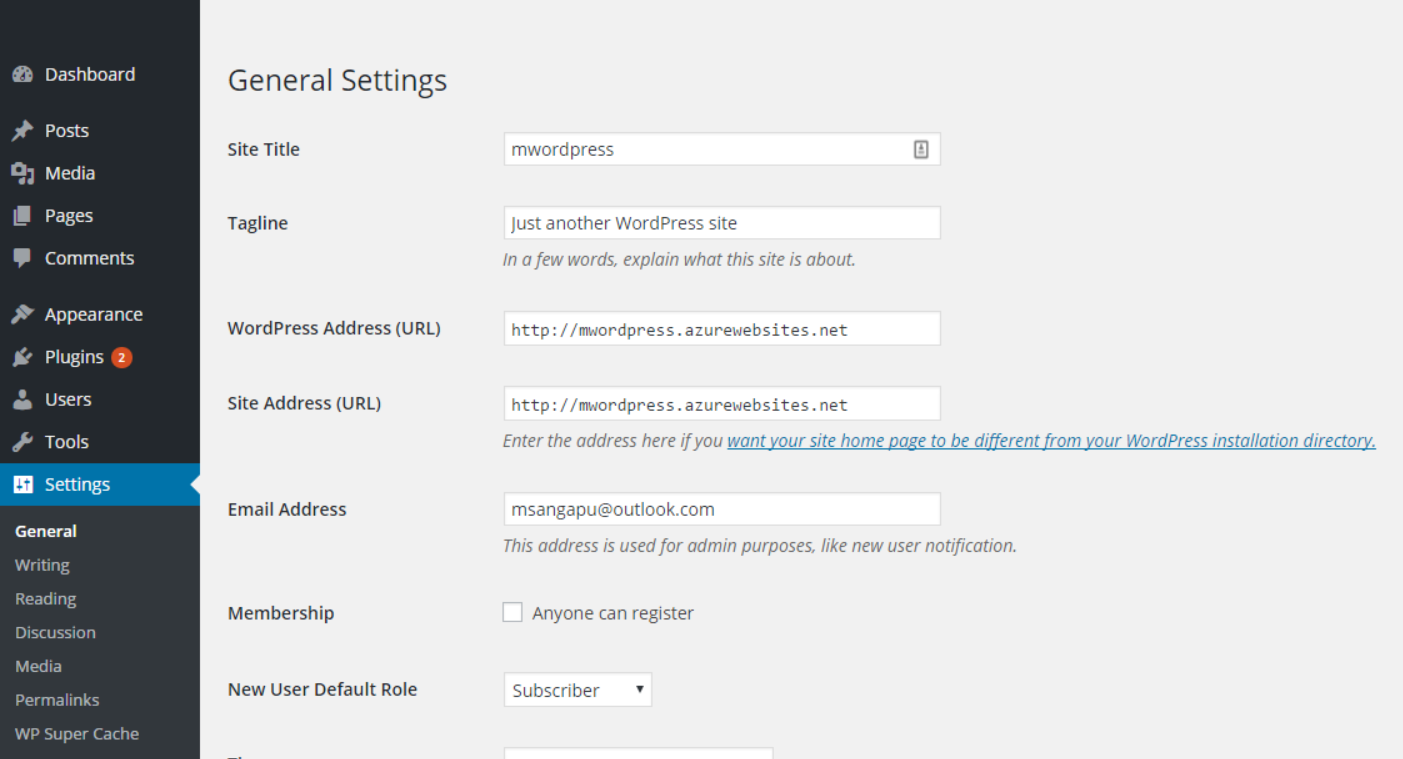 Dashboard
Posts
Media
Pages
Comments
Appearance
Plugins 2
Users
Tools
Settings
General
Writing
Reading
Discussion
Media
Permalinks
WP Super Cache
General Settings
Site Title mwordpress
Tagline Just another WordPress site
In a few words, explain what this site is about.
WordPress Address (URL) http://mwordpress.azurewebsites.net
Site Address (URL) http://mwordpress.azurewebsites.net
Enter the address here if you want your site home page to be different from your WordPress installation directory.
Email Address msangapu@outlook.com
This address is used for admin purposes, like new user notification.
Membership Anyone can register
New User Default Role Subscriber